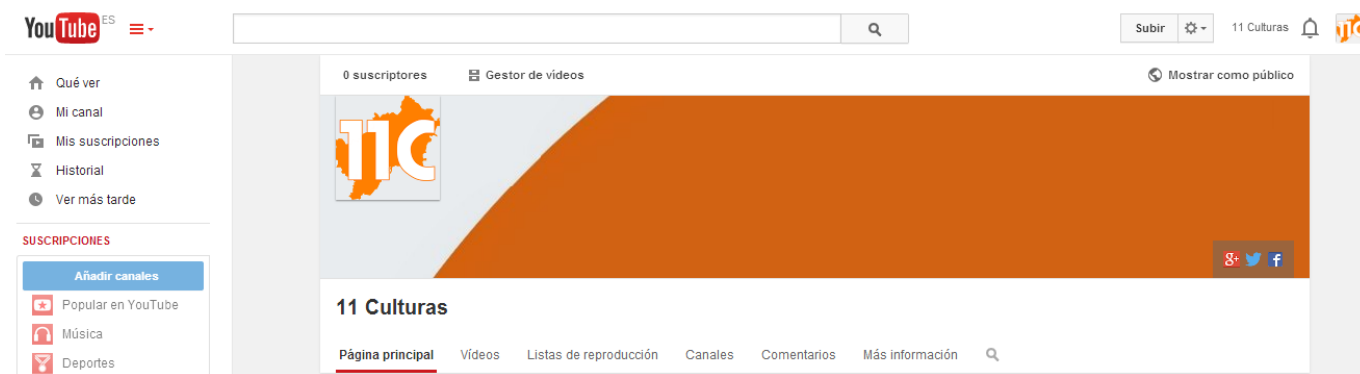 YouTube ES
Subir
11 Culturas
11C
Qué ver
Mi canal
Mis suscripciones
Historial
Ver más tarde
SUSCRIPCIONES
Añadir canales
Popular en YouTube
Música
Deportes
0 suscriptores
Gestor de vídeos
Mostrar como público
11C
8+ f
11 Culturas
Página principal
Vídeos
Listas de reproducción
Canales
Comentarios
Más información